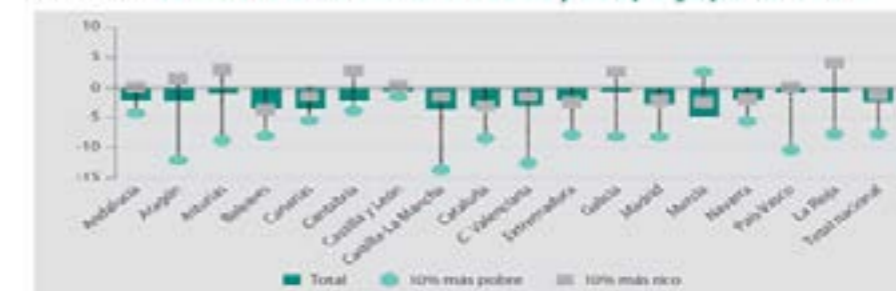 10
5
0
-5
-10
-15
Andalucía
Aragón
Asturias
Baleares
Canarias
Cantabria
Castilla y León
Castilla-La Mancha
Cataluña
C. Valenciana
Extremadura
Galicia
Madrid
Murcia
Navarra
País Vasco
La Rioja
Total nacional
Total 10% más pobre 10% más rico